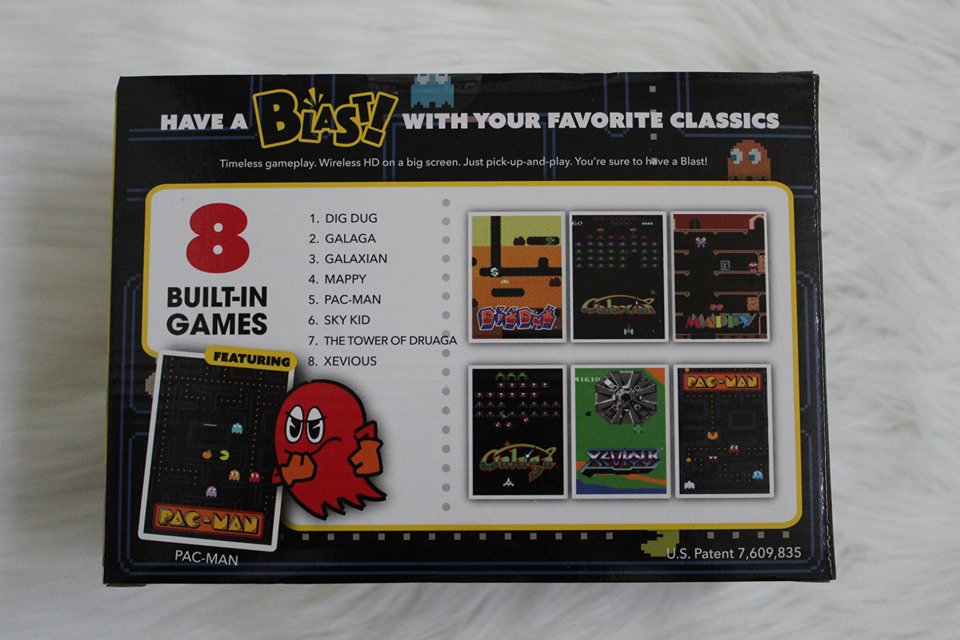 HAVE A BLAST! WITH YOUR FAVORITE CLASSICS
Timeless gameplay. Wireless HD on a big screen. Just pick-up-and-play. You're sure to have a Blast!
8
BUILT-IN
GAMES
1. DIG DUG
2. GALAGA
3. GALAXIAN
4. MAPPY
5. PAC-MAN
6. SKY KID
7. THE TOWER OF DRUAGA
8. XEVIOUS
FEATURING
PAC-MAN
PAC-MAN
DIG DUG
Galaxian
MAPPY
Galaga
XEVIOUS
PAC-MAN
U.S. Patent 7,609,835